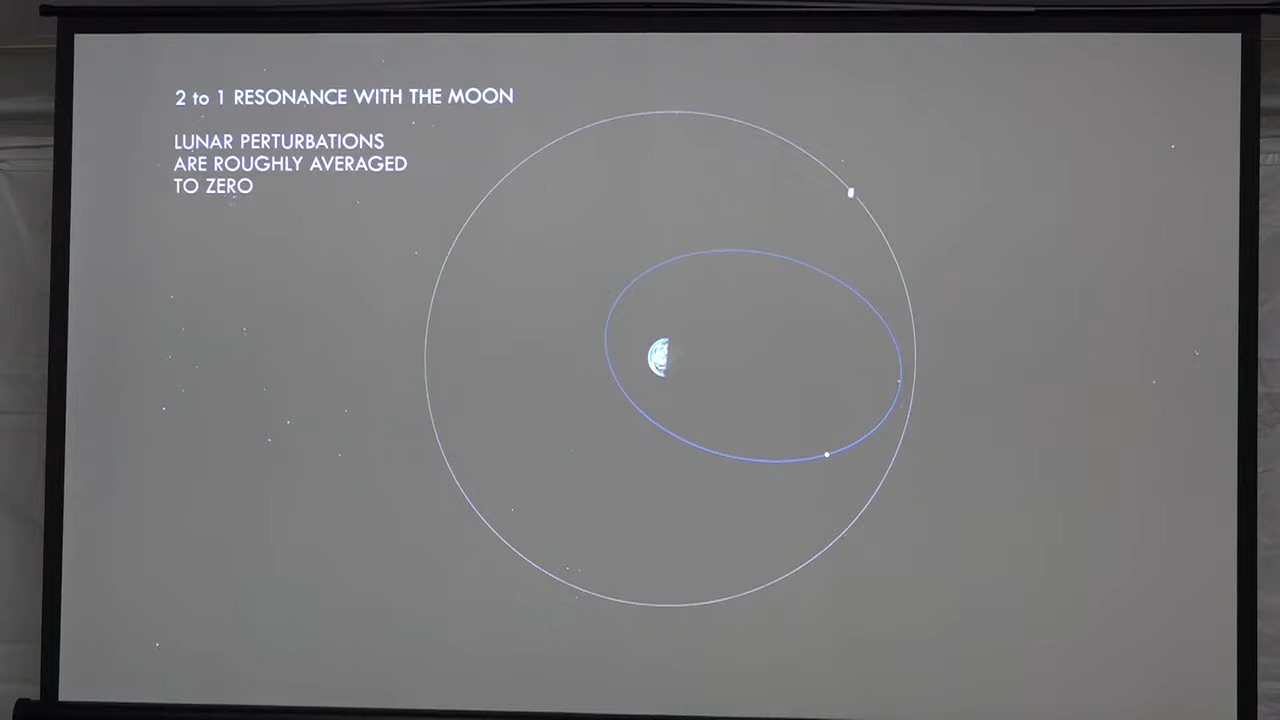 2 to 1 RESONANCE WITH THE MOON
LUNAR PERTURBATIONS
ARE ROUGHLY AVERAGED
TO ZERO